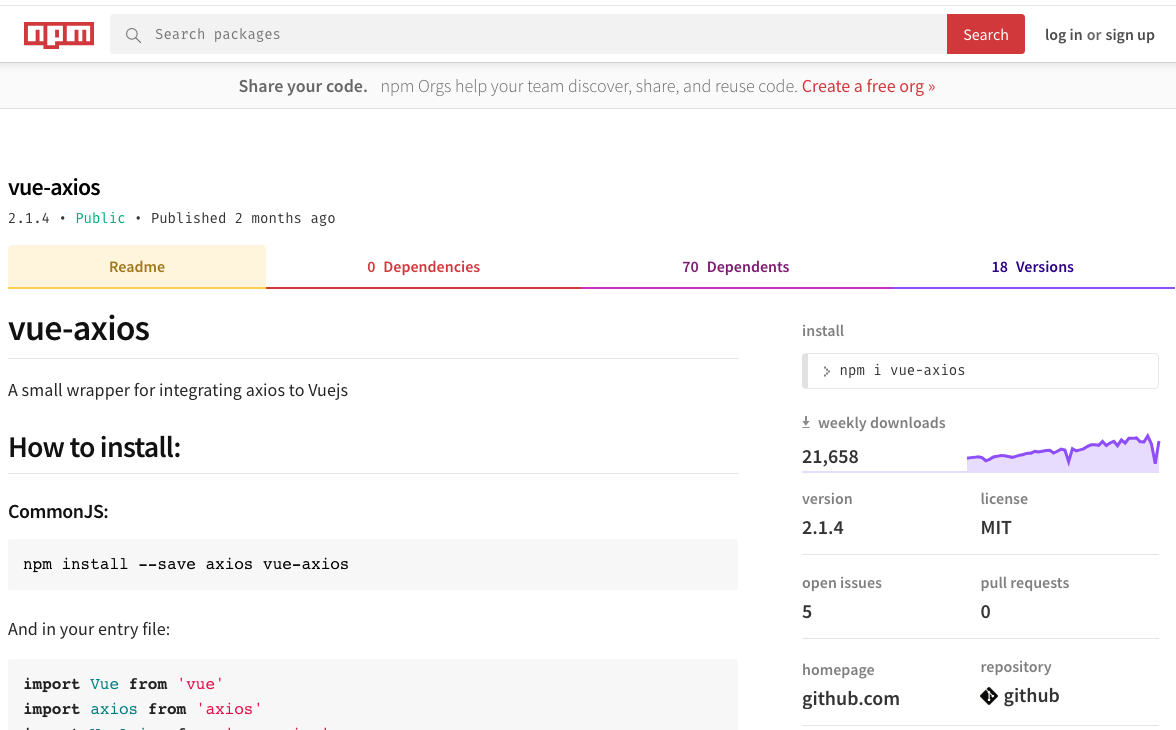 npm
Search packages
Search
log in or sign up
Share your code. npm Orgs help your team discover, share, and reuse code. Create a free org »
vue-axios
2.1.4 • Public • Published 2 months ago
Readme
0 Dependencies
70 Dependents
18 Versions
vue-axios
A small wrapper for integrating axios to Vuejs
How to install:
CommonJS:
npm install --save axios vue-axios
And in your entry file:
import Vue from 'vue'
import axios from 'axios'
install
> npm i vue-axios
weekly downloads
21,658
version
license
2.1.4
MIT
open issues
pull requests
5
0
homepage
repository
github.com
github